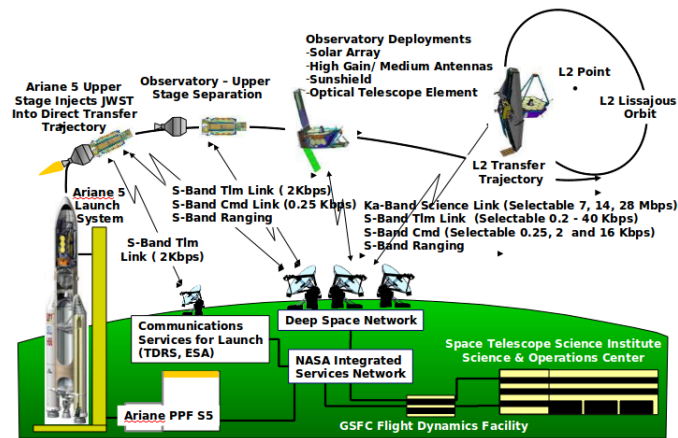 Observatory Deployments
-Solar Array
-High Gain/ Medium Antennas
-Sunshield
-Optical Telescope Element
Ariane 5 Upper
Stage Injects JWST
Into Direct Transfer
Trajectory
Observatory – Upper
Stage Separation
L2 Point
L2 Lissajous
Orbit
L2 Transfer
Trajectory
Ariane 5
Launch
System
S-Band Tlm Link ( 2Kbps)
S-Band Cmd Link (0.25 Kbps)
S-Band Ranging
Ka-Band Science Link (Selectable 7, 14, 28 Mbps)
S-Band Tlm Link  (Selectable 0.2 - 40 Kbps)
S-Band Cmd (Selectable 0.25, 2  and 16 Kbps)
S-Band Ranging
S-Band Tlm
Link ( 2Kbps)
Communications
Services for Launch
(TDRS, ESA)
Deep Space Network
NASA Integrated
Services Network
Space Telescope Science Institute
Science & Operations Center
Ariane PPF S5
GSFC Flight Dynamics Facility